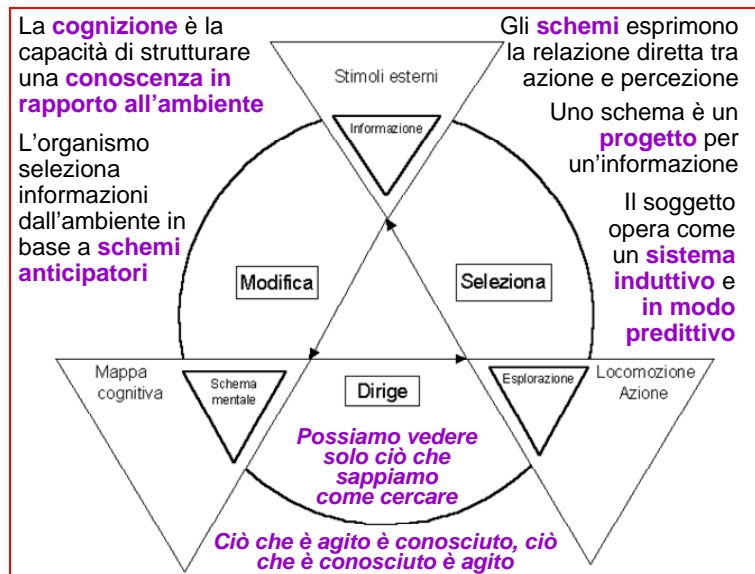 La cognizione è la
capacità di strutturare
una conoscenza in
rapporto all’ambiente
L’organismo
seleziona
informazioni
dall’ambiente in
base a schemi
anticipatori
Gli schemi esprimono
la relazione diretta tra
azione e percezione
Uno schema è un
progetto per
un’informazione
Il soggetto
opera come
un sistema
induttivo e
in modo
predittivo
Stimoli esterni
Informazione
Modifica
Seleziona
Mappa
cognitiva
Schema
mentale
Dirige
Esplorazione
Locomozione
Azione
Possiamo vedere
solo ciò che
sappiamo
come cercare
Ciò che è agito è conosciuto, ciò
che è conosciuto è agito